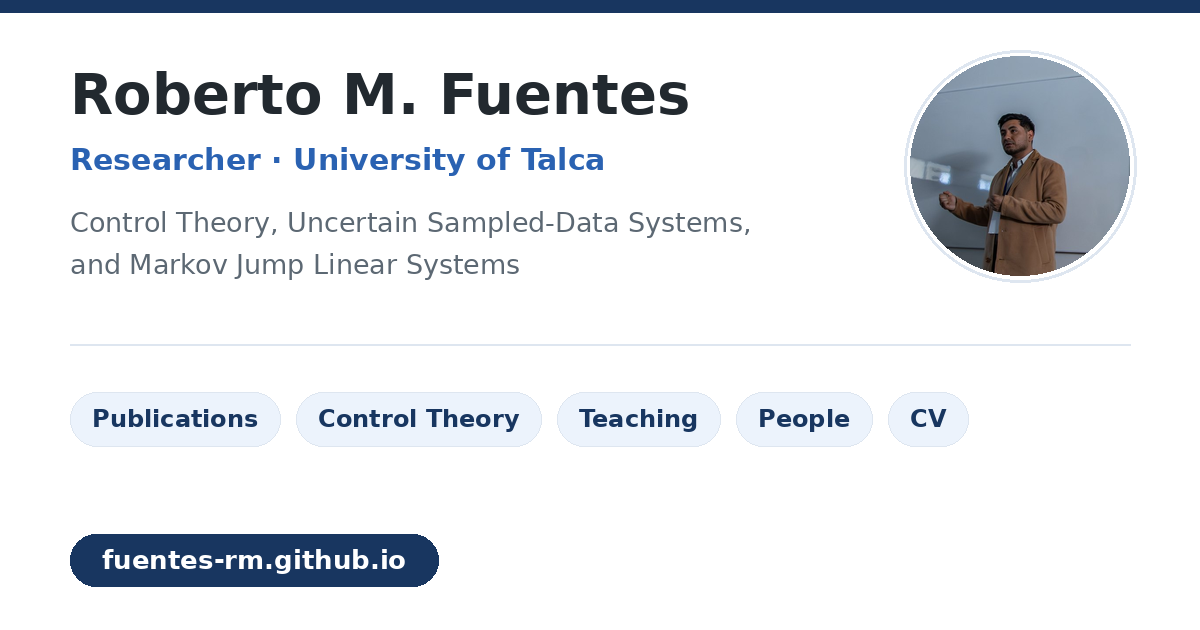 Roberto M. Fuentes
Researcher · University of Talca
Control Theory, Uncertain Sampled-Data Systems,
and Markov Jump Linear Systems
Publications
Control Theory
Teaching
People
CV
fuentes-rm.github.io